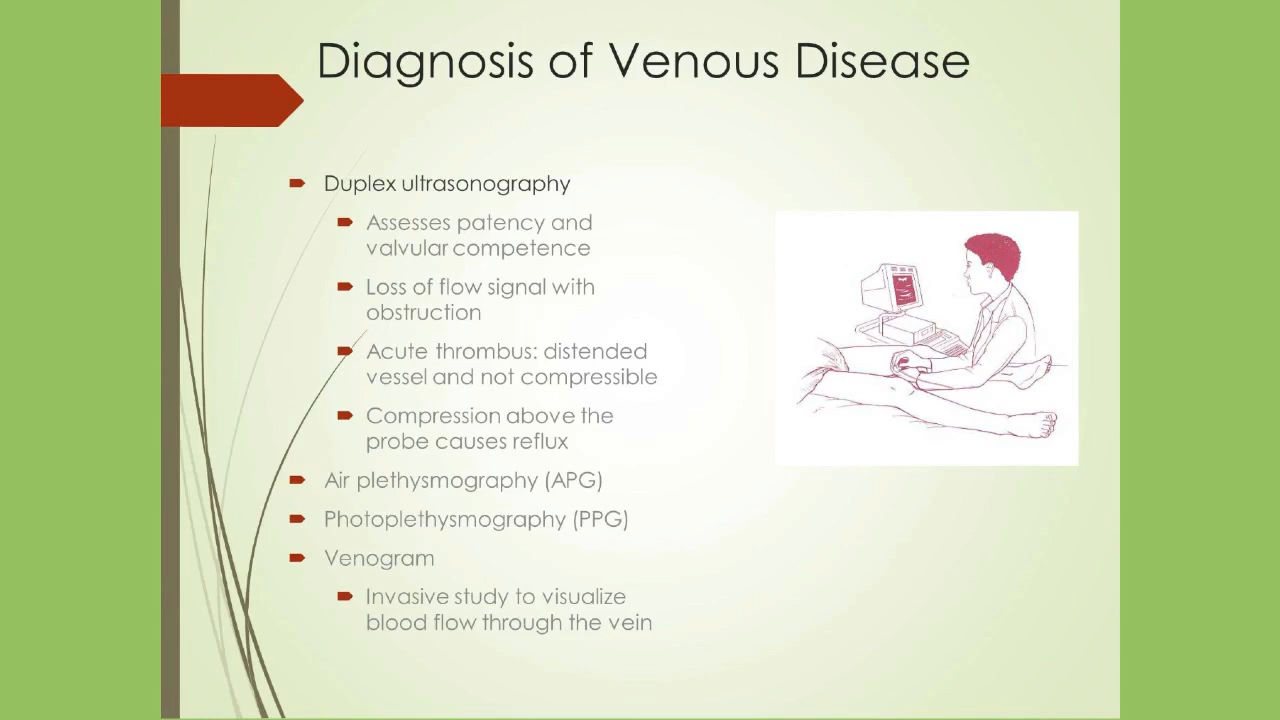 Diagnosis of Venous Disease
Duplex ultrasonography
Assesses patency and
valvular competence
Loss of flow signal with
obstruction
Acute thrombus: distended
vessel and not compressible
Compression above the
probe causes reflux
Air plethysmography (APG)
Photoplethysmography (PPG)
Venogram
Invasive study to visualize
blood flow through the vein